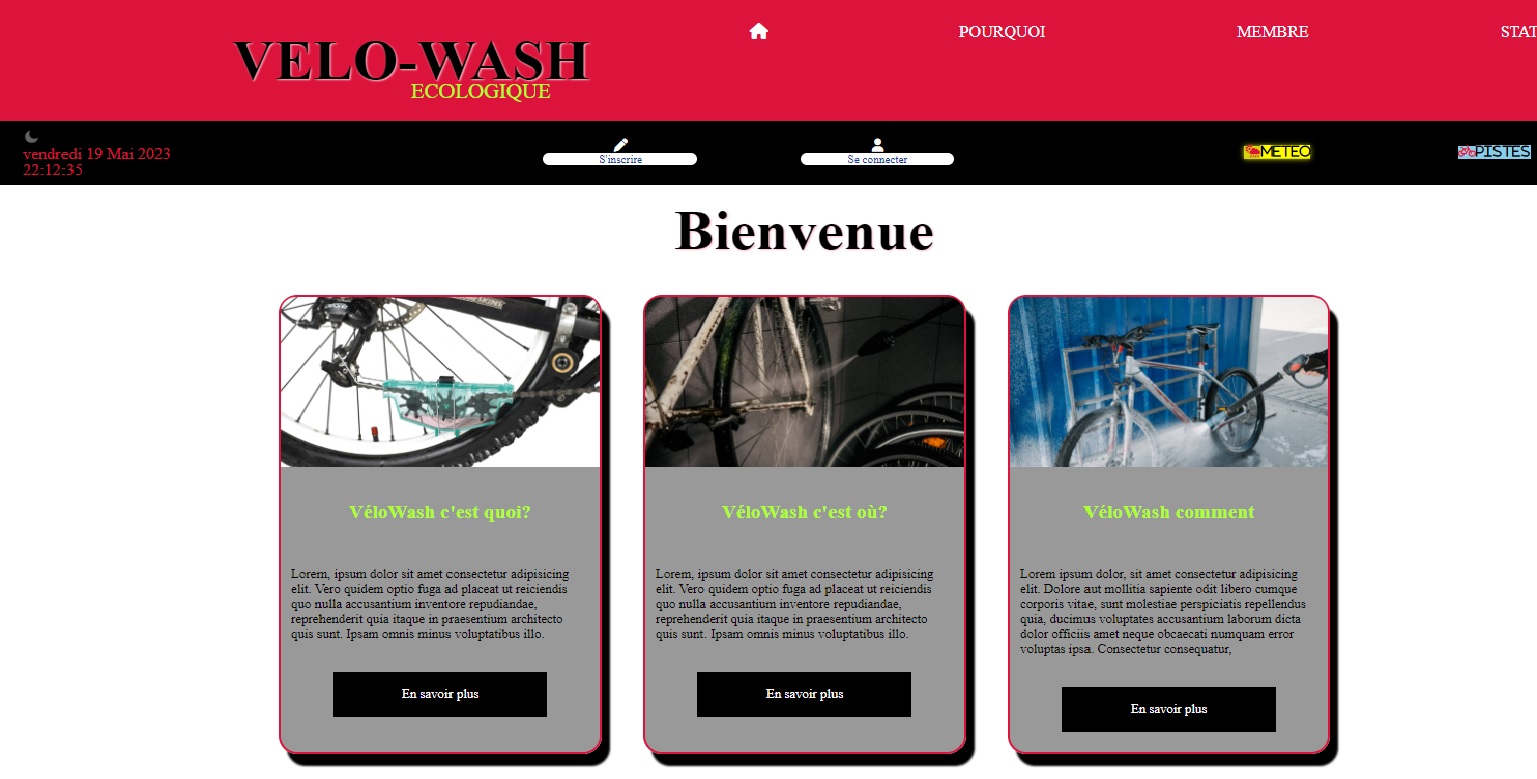 VELO-WASH
ECOLOGIQUE
POURQUOI
MEMBRE
STAT
vendredi 19 Mai 2023
22:12:35
S'inscrire
Se connecter
METEO
PISTES
Bienvenue
VéloWash c'est quoi?
Lorem, ipsum dolor sit amet consectetur adipisicing
elit. Vero quidem optio fuga ad placeat ut reiciendis
quo nulla accusantium inventore repudiandae,
reprehenderit quia itaque in praesentium architecto
quis sunt. Ipsam omnis minus voluptatibus illo.
En savoir plus
VéloWash c'est où?
Lorem, ipsum dolor sit amet consectetur adipisicing
elit. Vero quidem optio fuga ad placeat ut reiciendis
quo nulla accusantium inventore repudiandae,
reprehenderit quia itaque in praesentium architecto
quis sunt. Ipsam omnis minus voluptatibus illo.
En savoir plus
VéloWash comment
Lorem ipsum dolor, sit amet consectetur adipisicing
elit. Dolore aut mollitia sapiente odit libero cumque
corporis vitae, sunt molestiae perspiciatis repellendus
quia, ducimus voluptates accusantium laborum dicta
dolor officiis amet neque obcaecati numquam error
voluptas ipsa. Consectetur consequatur,
En savoir plus